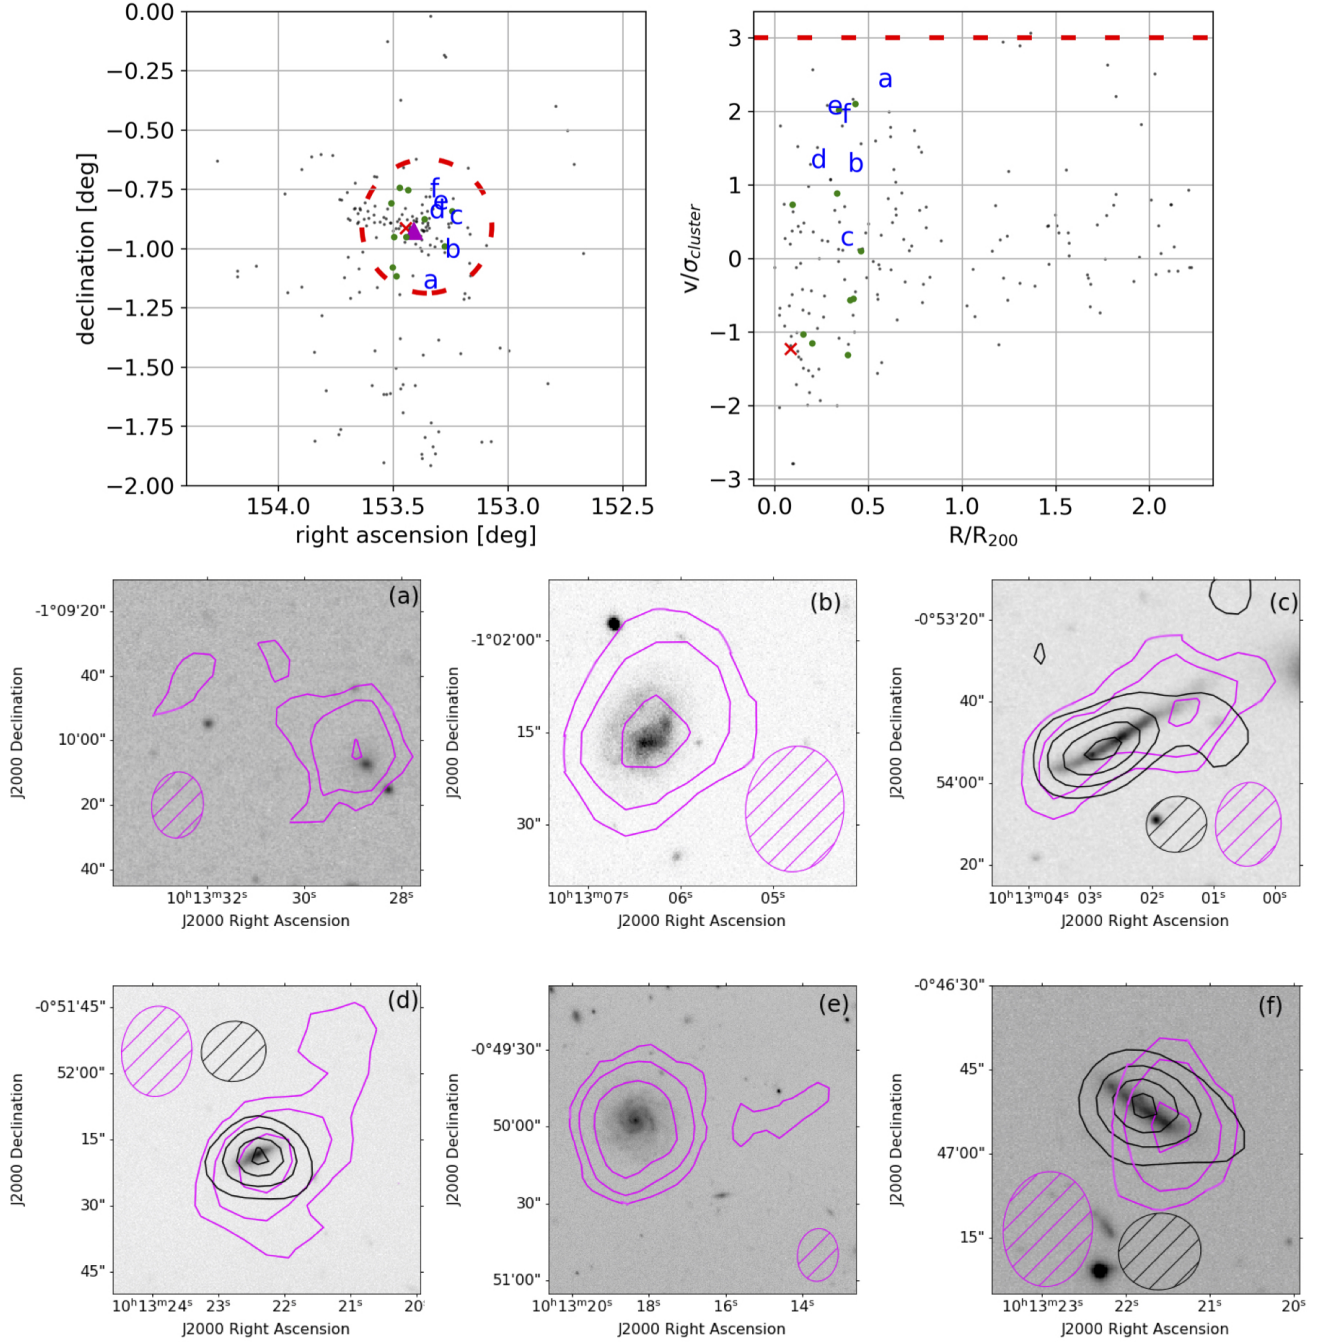 0.00
−0.25
−0.50
−0.75
−1.00
−1.25
−1.50
−1.75
−2.00
declination [deg]
f
e
d c
b
a
154.0 153.5 153.0 152.5
right ascension [deg]
3
2
1
0
−1
−2
−3
v/σcluster
a
e f
d b
c
0.0 0.5 1.0 1.5 2.0
R/R200
(a)
-1°09'20"
40"
10'00"
20"
40"
J2000 Declination
10h13m32s 30s 28s
J2000 Right Ascension
(b)
-1°02'00"
15"
30"
J2000 Declination
10h13m07s 06s 05s
J2000 Right Ascension
(c)
-0°53'20"
40"
54'00"
20"
J2000 Declination
10h13m04s 03s 02s 01s 00s
J2000 Right Ascension
(d)
-0°51'45"
52'00"
15"
30"
45"
J2000 Declination
10h13m24s 23s 22s 21s 20s
J2000 Right Ascension
(e)
-0°49'30"
50'00"
30"
51'00"
J2000 Declination
10h13m20s 18s 16s 14s
J2000 Right Ascension
(f)
-0°46'30"
45"
47'00"
15"
J2000 Declination
10h13m23s 22s 21s 20s
J2000 Right Ascension